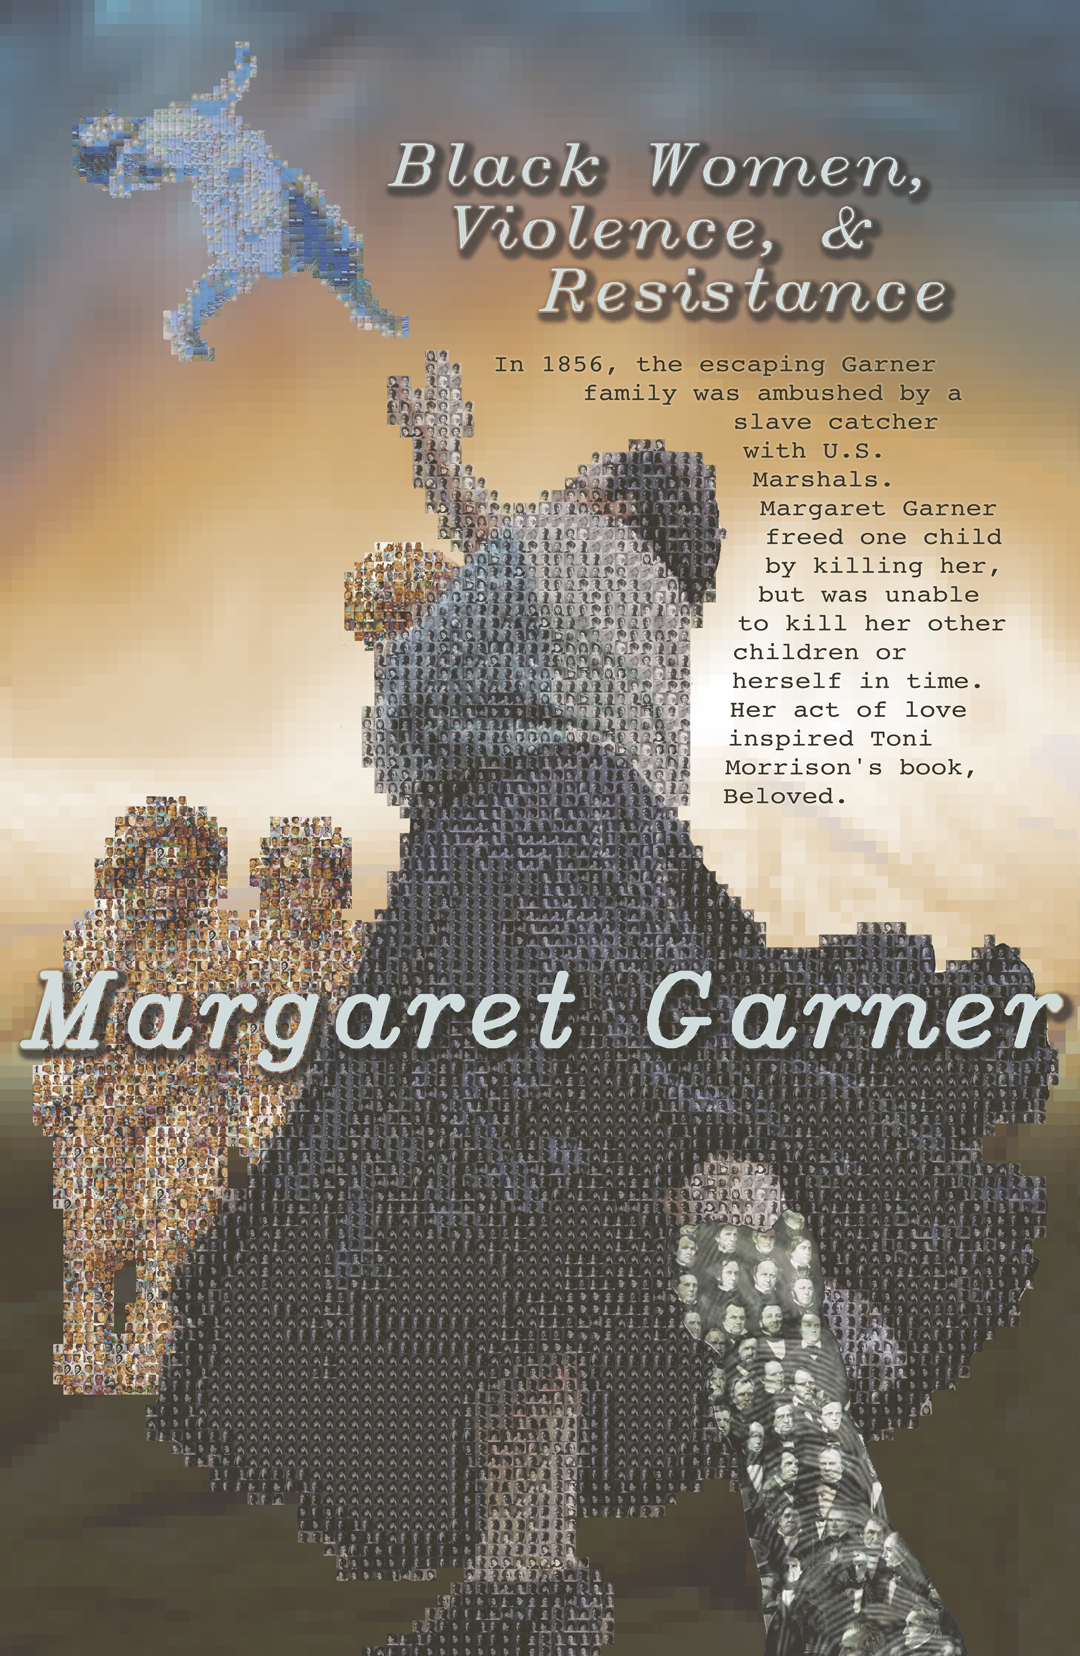 Black Women,
Violence, &
Resistance
In 1856, the escaping Garner
family was ambushed by a
slave catcher
with U.S.
Marshals.
Margaret Garner
freed one child
by killing her,
but was unable
to kill her other
children or
herself in time.
Her act of love
inspired Toni
Morrison's book,
Beloved.
Margaret Garner